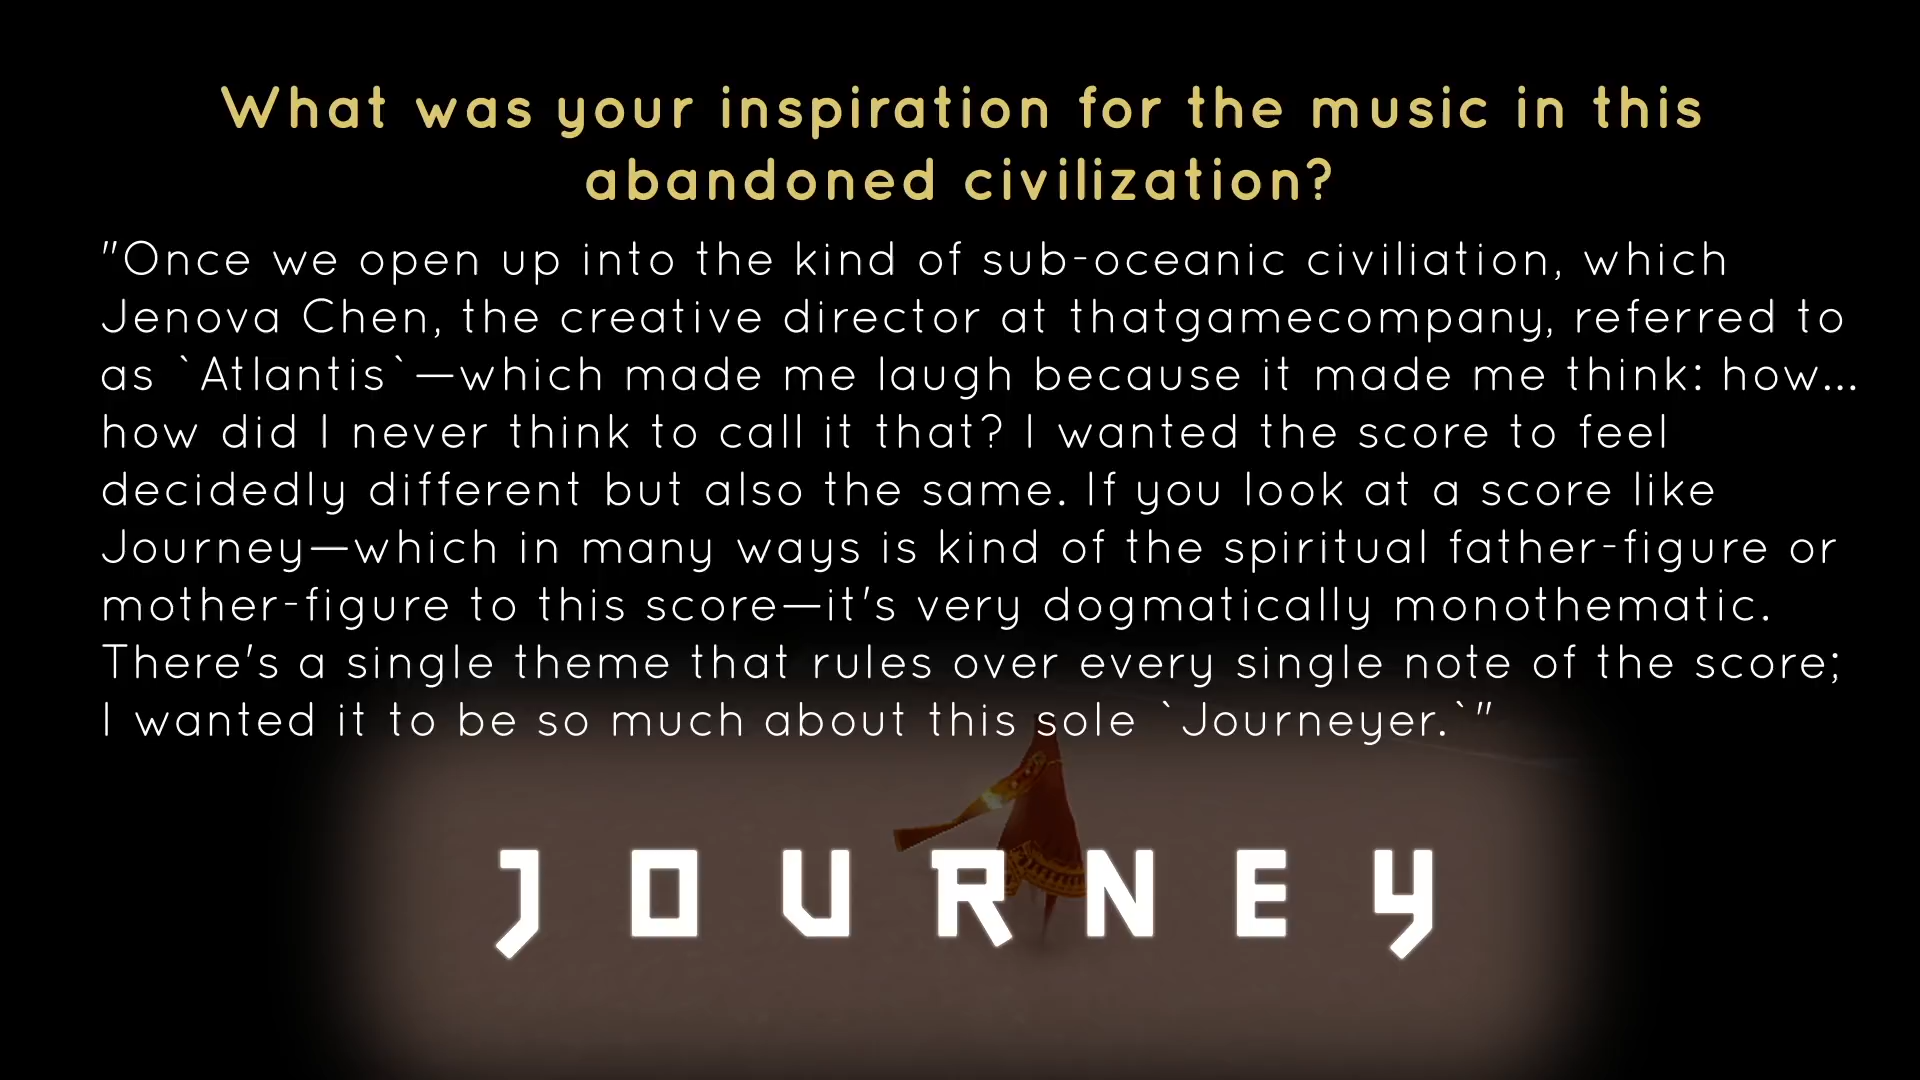 What was your inspiration for the music in this
abandoned civilization?
"Once we open up into the kind of sub-oceanic civiliation, which
Jenova Chen, the creative director at thatgamecompany, referred to
as `Atlantis`—which made me laugh because it made me think: how...
how did I never think to call it that? I wanted the score to feel
decidedly different but also the same. If you look at a score like
Journey—which in many ways is kind of the spiritual father-figure or
mother-figure to this score—it's very dogmatically monothematic.
There's a single theme that rules over every single note of the score;
I wanted it to be so much about this sole `Journeyer.`"
JOURNEY